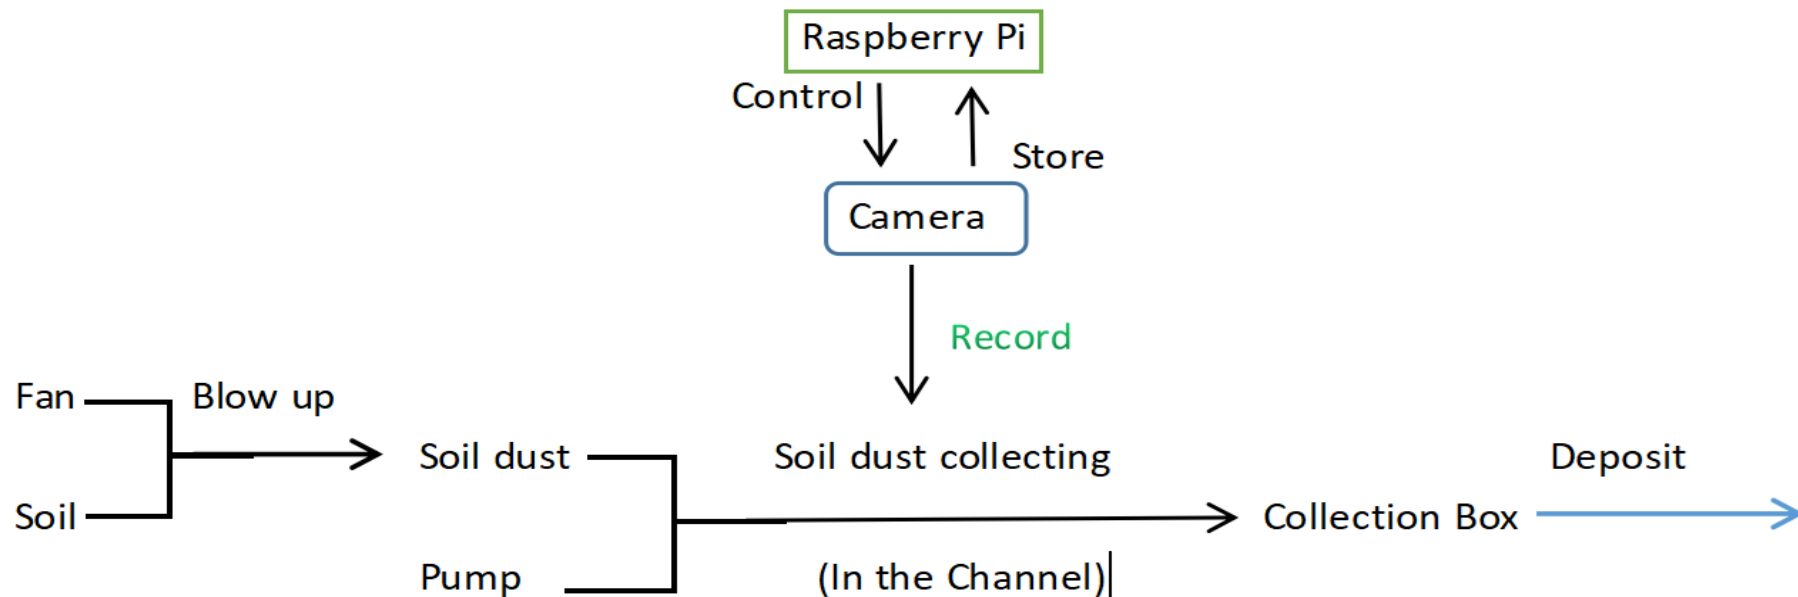 Raspberry Pi
Control
Store
Camera
Record
Fan
Blow up
Soil dust
Soil dust collecting
Deposit
Soil
Collection Box
Pump
(In the Channel)